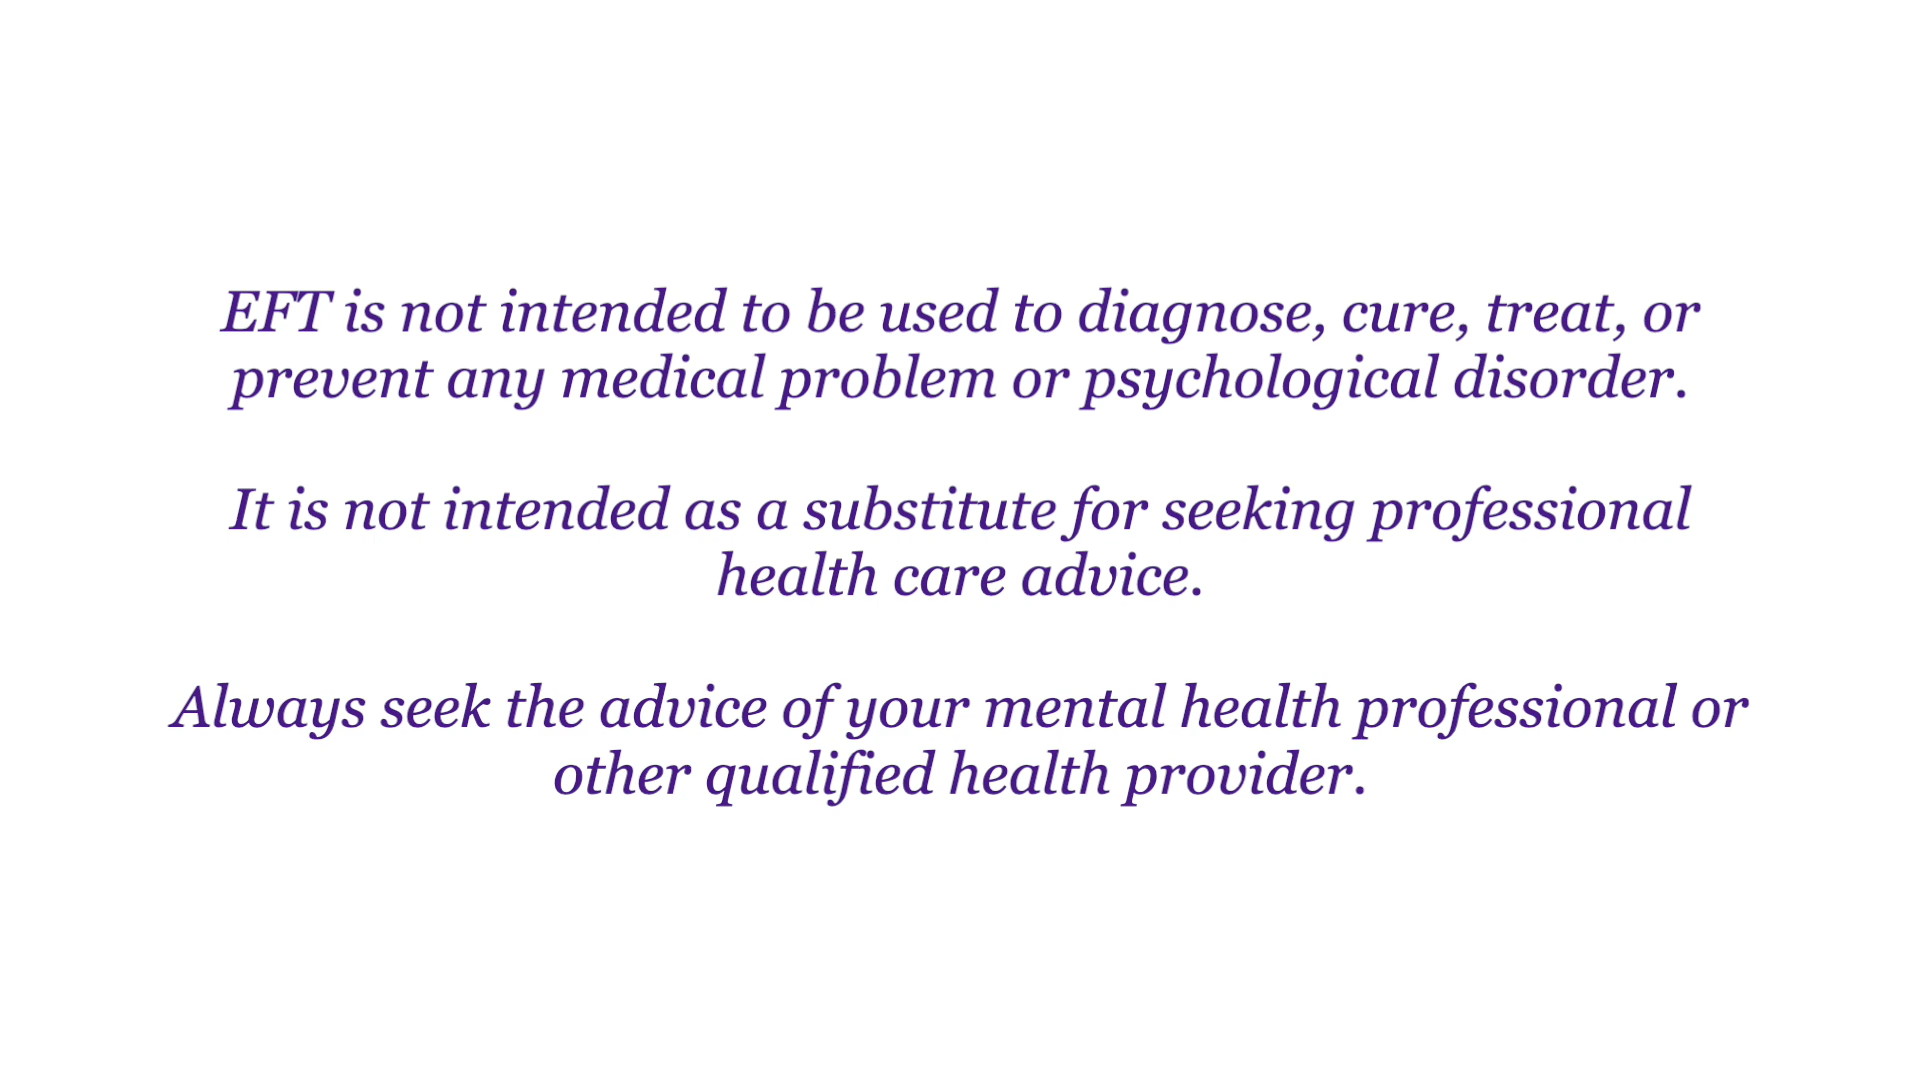 EFT is not intended to be used to diagnose, cure, treat, or
prevent any medical problem or psychological disorder.
It is not intended as a substitute for seeking professional
health care advice.
Always seek the advice of your mental health professional or
other qualified health provider.